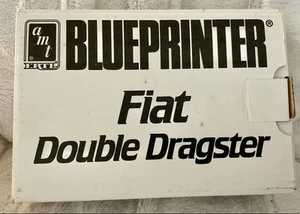 amt
ERTL
BLUEPRINTER®
Fiat
Double Dragster